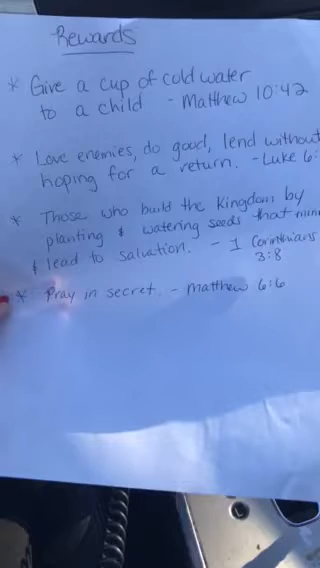 Rewards
* Give a cup of cold water
to a child - Matthew 10:42
* Love enemies, do good, lend without
hoping for a return. - Luke 6:
* Those who build the Kingdom by
planting & watering seeds that
& lead to salvation. - 1 Corinthians
3:8
* Pray in secret. - Matthew 6:6